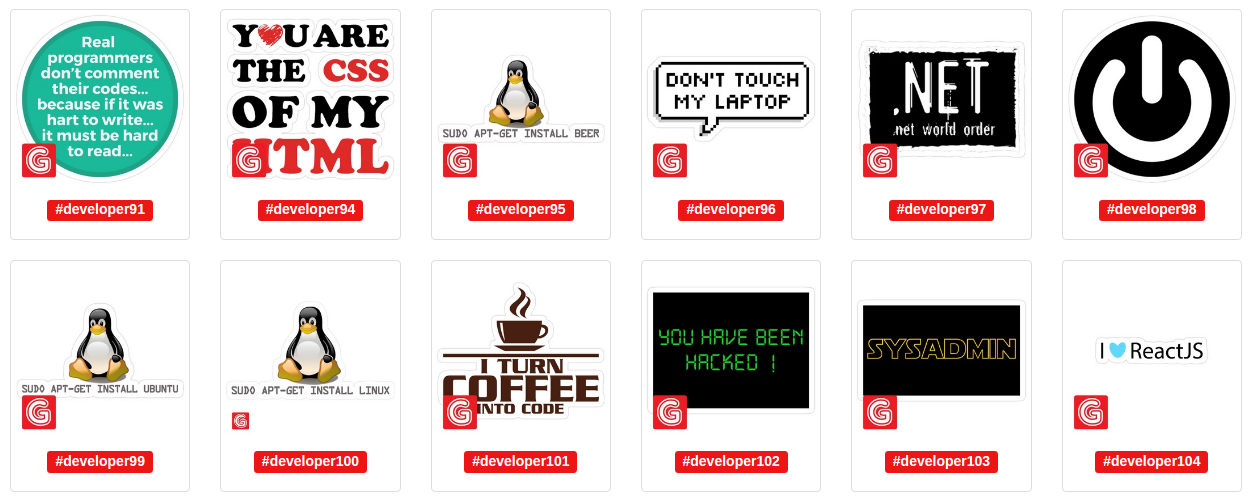 Real
programmers
don't comment
their codes...
because if it was
hart to write...
it must be hard
to read...
G
#developer91
Y❤U ARE
THE CSS
OF MY
HTML
G
#developer94
SUDO APT-GET INSTALL BEER
G
#developer95
DON'T TOUCH
MY LAPTOP
G
#developer96
.NET
.net world order
G
#developer97
G
#developer98
SUDO APT-GET INSTALL UBUNTU
G
#developer99
SUDO APT-GET INSTALL LINUX
G
#developer100
I TURN
COFFEE
INTO CODE
G
#developer101
YOU HAVE BEEN
HACKED !
G
#developer102
SYSADMIN
G
#developer103
I ReactJS
G
#developer104